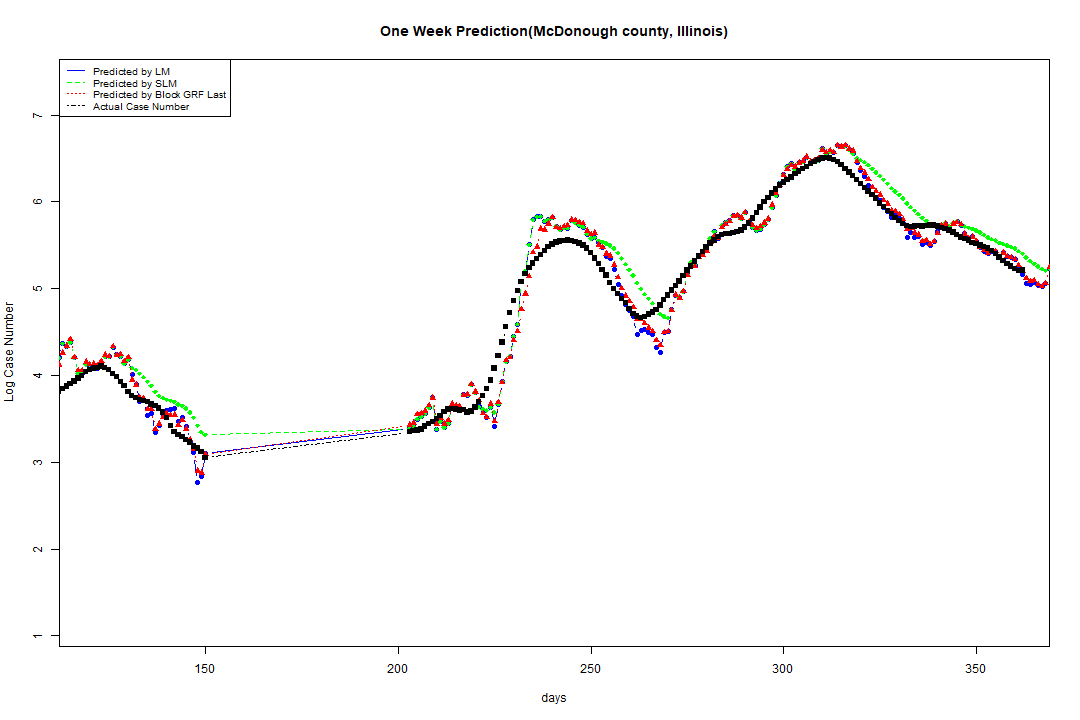 One Week Prediction(McDonough county, Illinois)
Predicted by LM
Predicted by SLM
Predicted by Block GRF Last
Actual Case Number
7
6
5
4
3
2
1
Log Case Number
150 200 250 300 350
days